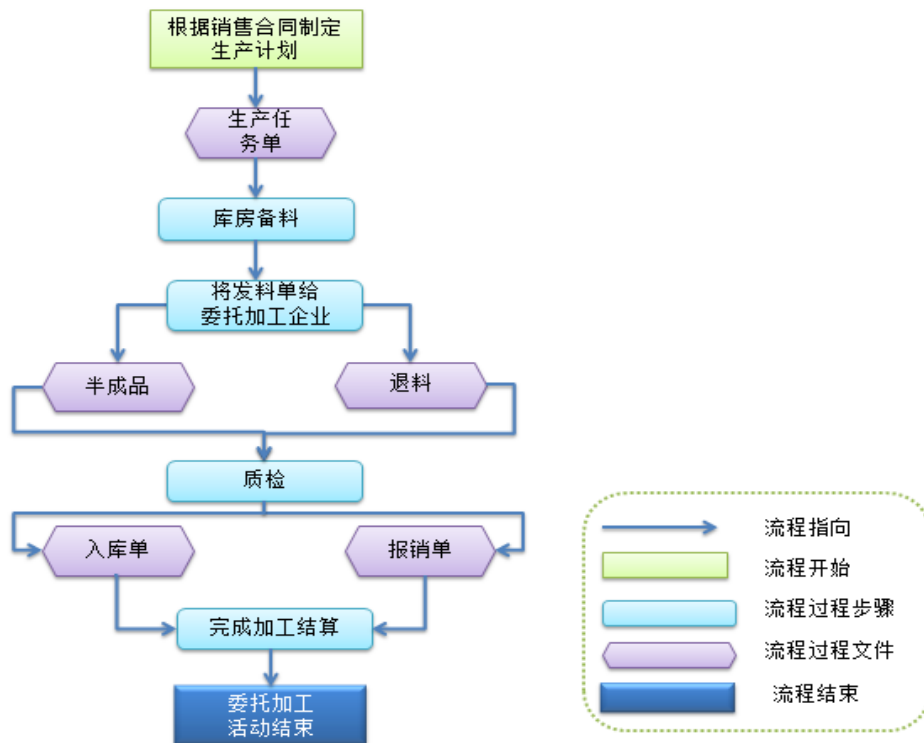 根据销售合同制定
生产计划
生产任
务单
库房备料
将发料单给
委托加工企业
半成品
退料
质检
入库单
报销单
完成加工结算
委托加工
活动结束
流程指向
流程开始
流程过程步骤
流程过程文件
流程结束